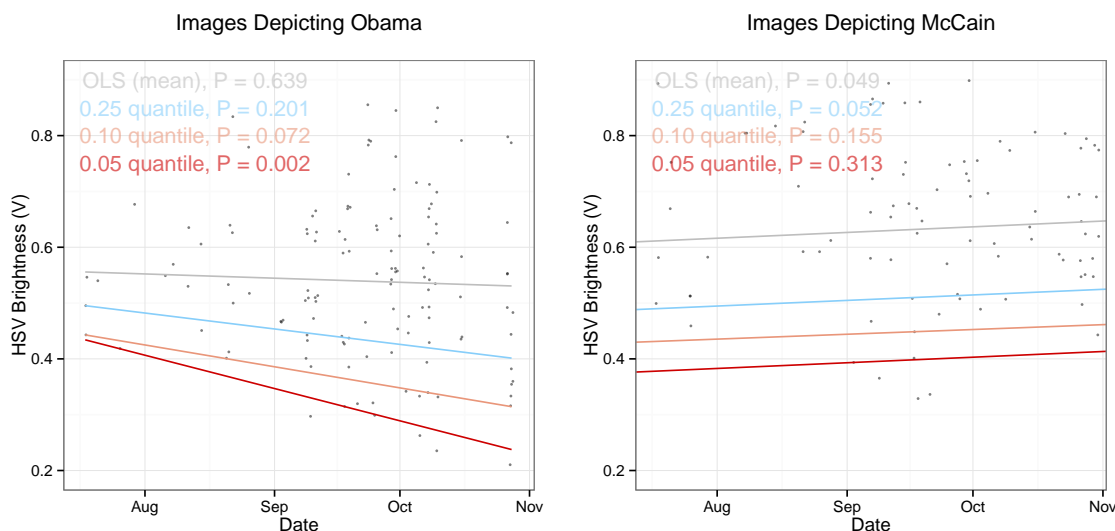 Images Depicting Obama
OLS (mean), P = 0.639
0.25 quantile, P = 0.201
0.10 quantile, P = 0.072
0.05 quantile, P = 0.002
HSV Brightness (V)
0.8
0.6
0.4
0.2
Aug
Sep
Oct
Nov
Date
Images Depicting McCain
OLS (mean), P = 0.049
0.25 quantile, P = 0.052
0.10 quantile, P = 0.155
0.05 quantile, P = 0.313
HSV Brightness (V)
0.8
0.6
0.4
0.2
Aug
Sep
Oct
Nov
Date